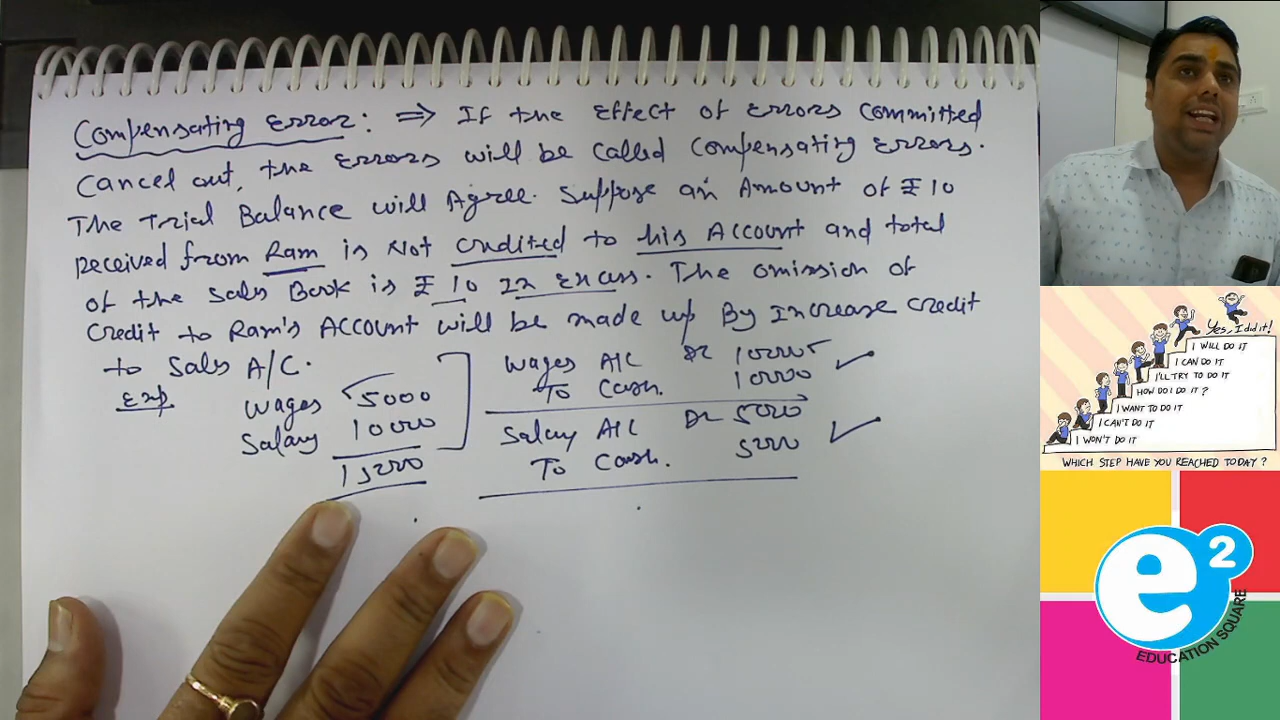 Compensating Error: ⇒ If the Effect of Errors Committed
Cancel out, the Errors will be called Compensating Errors.
The Trial Balance will Agree. Suppose an Amount of ₹10
received from Ram is Not credited to his Account and total
of the Sales Book is ₹10 In Excess. The omission of
Credit to Ram's Account will be made up By Increase credit
to Sales A/C.
Exp
Wages 5000
Salary 10000
15000
Wages A/C Dr 10000
To Cash. 10000
Salary A/C Dr 5000
To Cash. 5000
Yes, I did it!
I WILL DO IT
I CAN DO IT
I'LL TRY TO DO IT
HOW DO I DO IT ?
I WANT TO DO IT
I CAN'T DO IT
I WON'T DO IT
WHICH STEP HAVE YOU REACHED TODAY ?
e2
EDUCATION SQUARE